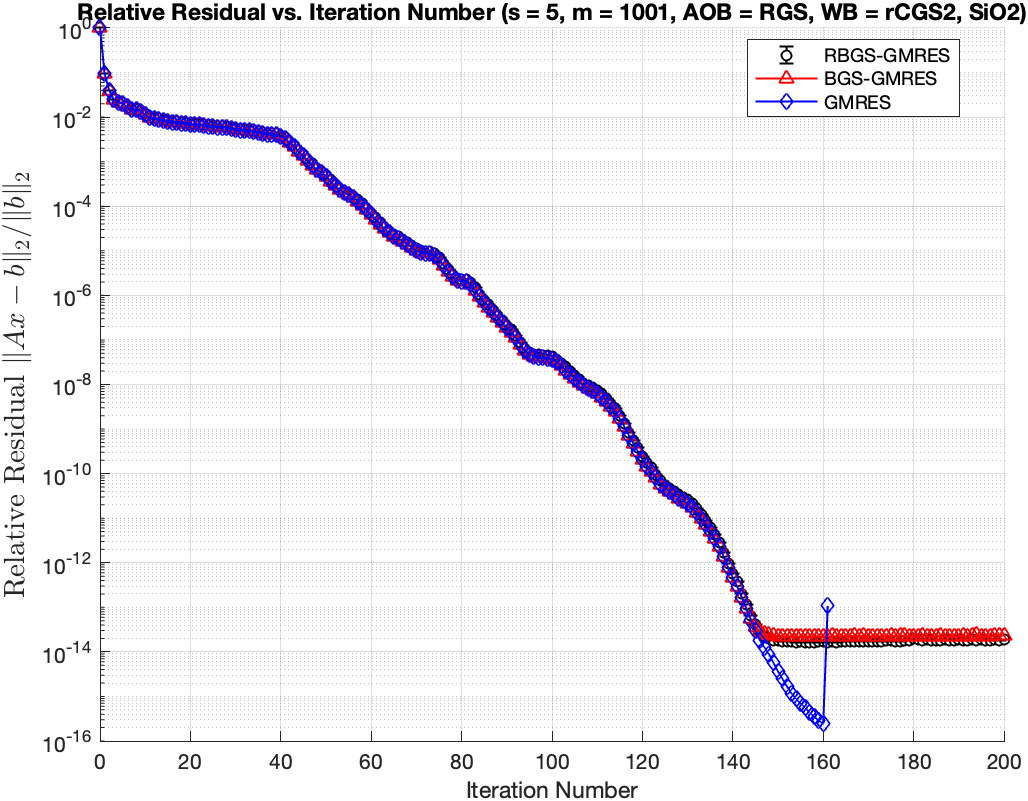 Relative Residual vs. Iteration Number (s = 5, m = 1001, AOB = RGS, WB = rCGS2, SiO2)
RBGS-GMRES
BGS-GMRES
GMRES
10^0
10^-2
10^-4
10^-6
10^-8
10^-10
10^-12
10^-14
10^-16
Relative Residual ||Ax − b||_2/||b||_2
0 20 40 60 80 100 120 140 160 180 200
Iteration Number